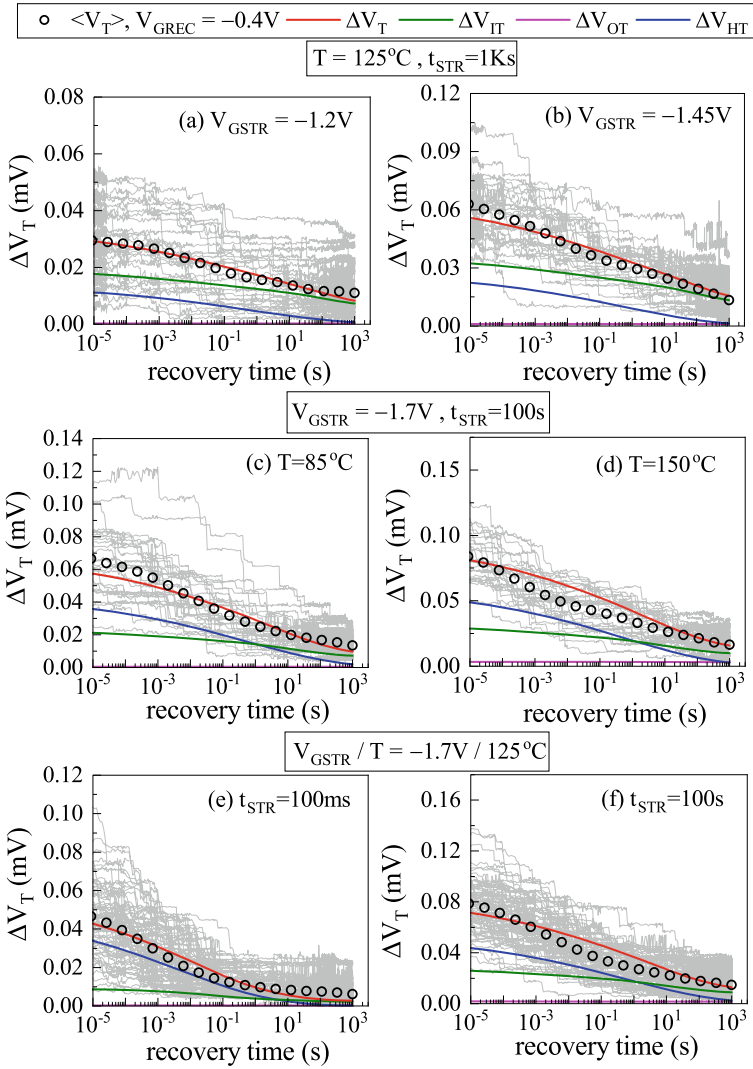 <V_T>, V_GREC = −0.4V ΔV_T ΔV_IT ΔV_OT ΔV_HT
T = 125°C , t_STR=1Ks
(a) V_GSTR = −1.2V
ΔV_T (mV)
0.08
0.06
0.04
0.02
0.00
10^-5 10^-3 10^-1 10^1 10^3
recovery time (s)
(b) V_GSTR = −1.45V
ΔV_T (mV)
0.12
0.09
0.06
0.03
0.00
10^-5 10^-3 10^-1 10^1 10^3
recovery time (s)
V_GSTR = −1.7V , t_STR=100s
(c) T=85°C
ΔV_T (mV)
0.14
0.12
0.10
0.08
0.06
0.04
0.02
0.00
10^-5 10^-3 10^-1 10^1 10^3
recovery time (s)
(d) T=150°C
ΔV_T (mV)
0.15
0.10
0.05
0.00
10^-5 10^-3 10^-1 10^1 10^3
recovery time (s)
V_GSTR / T = −1.7V / 125°C
(e) t_STR=100ms
ΔV_T (mV)
0.12
0.10
0.08
0.06
0.04
0.02
0.00
10^-5 10^-3 10^-1 10^1 10^3
recovery time (s)
(f) t_STR=100s
ΔV_T (mV)
0.16
0.12
0.08
0.04
0.00
10^-5 10^-3 10^-1 10^1 10^3
recovery time (s)